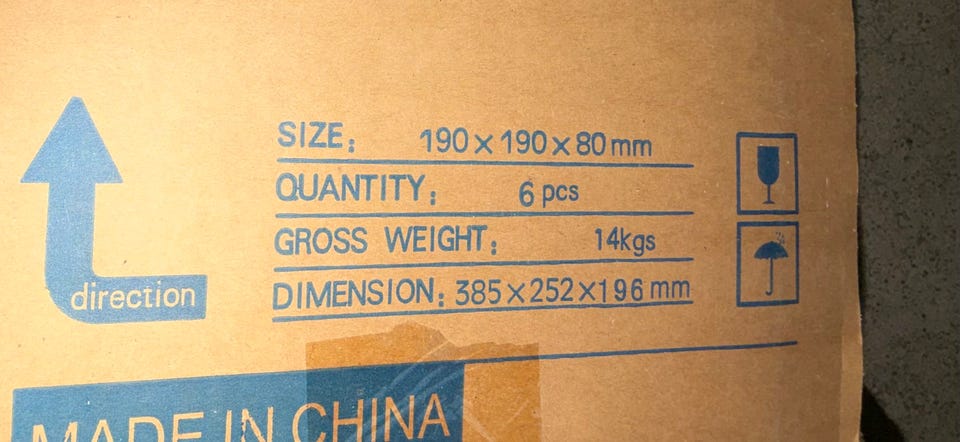 SIZE: 190×190×80mm
QUANTITY: 6 pcs
GROSS WEIGHT: 14kgs
DIMENSION: 385×252×196mm
direction
MADE IN CHINA